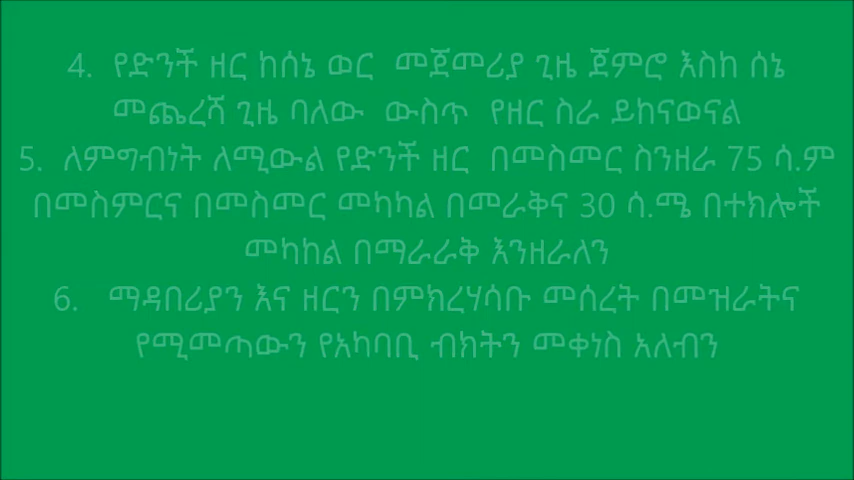 4. የድንች ዘር ከሰኔ ወር መጀመሪያ ጊዜ ጀምሮ እስከ ሰኔ
መጨረሻ ጊዜ ባለው ውስጥ የዘር ስራ ይከናወናል
5. ለምግብነት ለሚውል የድንች ዘር በመስመር ስንዘራ 75 ሳ.ም
በመስምርና በመስመር መካካል በመራቅና 30 ሳ.ሜ በተክሎች
መካከል በማራራቅ እንዘራለን
6. ማዳበሪያን እና ዘርን በምክረሃሳቡ መሰረት በመዝራትና
የሚመጣውን የአካባቢ ብክትን መቀነስ አለብን